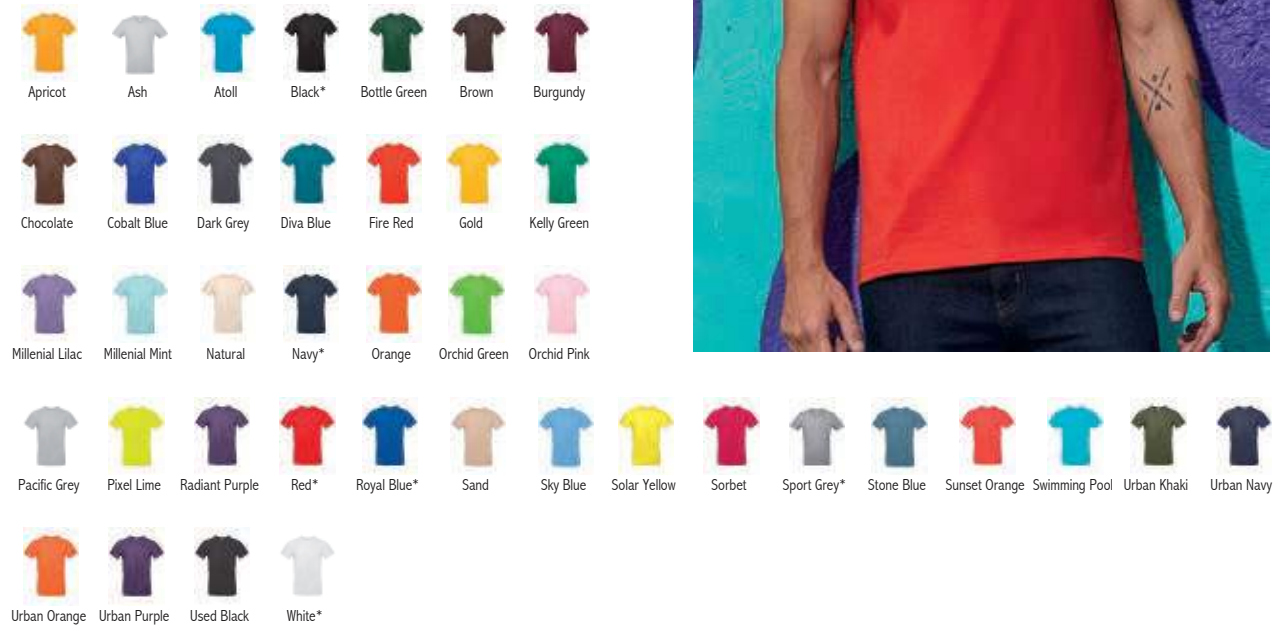 Apricot Ash Atoll Black* Bottle Green Brown Burgundy
Chocolate Cobalt Blue Dark Grey Diva Blue Fire Red Gold Kelly Green
Millenial Lilac Millenial Mint Natural Navy* Orange Orchid Green Orchid Pink
Pacific Grey Pixel Lime Radiant Purple Red* Royal Blue* Sand Sky Blue Solar Yellow Sorbet Sport Grey* Stone Blue Sunset Orange Swimming Pool Urban Khaki Urban Navy
Urban Orange Urban Purple Used Black White*